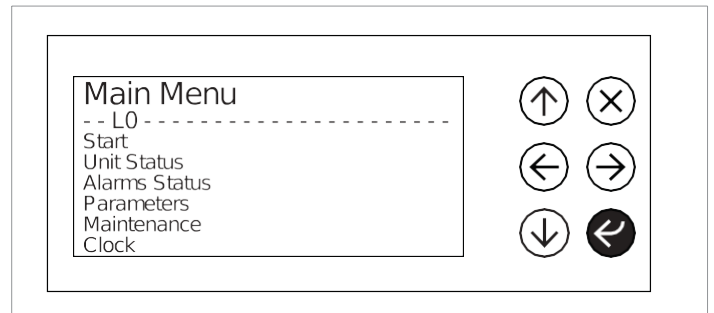 Main Menu
-- L0 ----------------------
Start
Unit Status
Alarms Status
Parameters
Maintenance
Clock